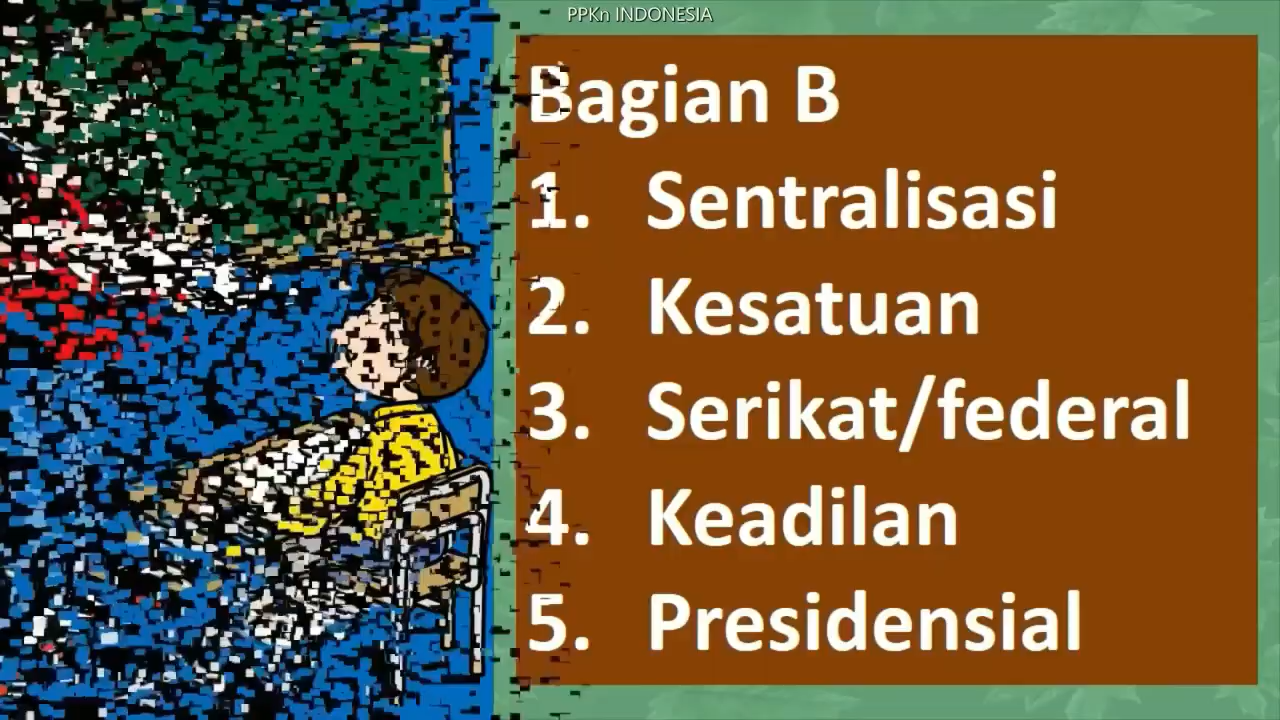 PPKn INDONESIA
Bagian B
1. Sentralisasi
2. Kesatuan
3. Serikat/federal
4. Keadilan
5. Presidensial